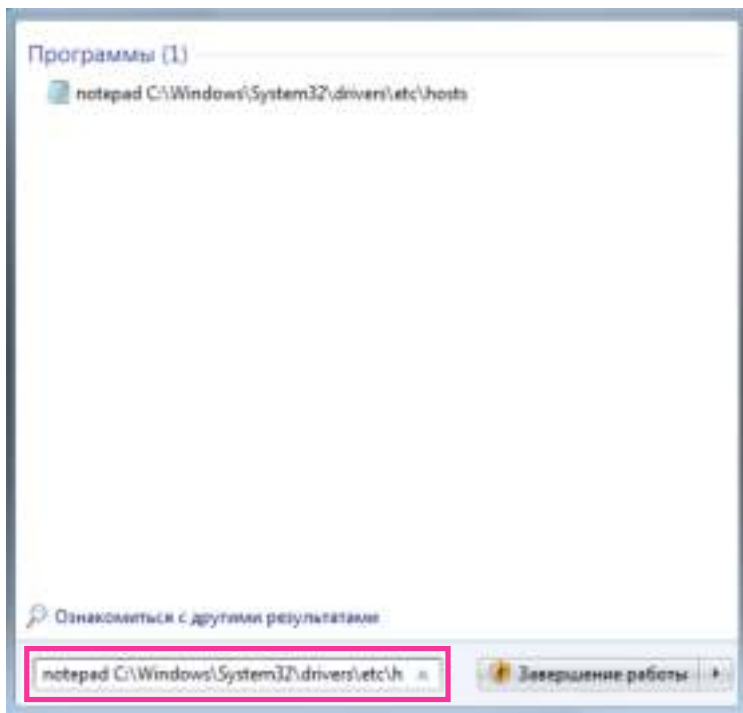 Программы (1)
notepad C:\Windows\System32\drivers\etc\hosts
Ознакомиться с другими результатами
notepad C:\Windows\System32\drivers\etc\h
Завершение работы